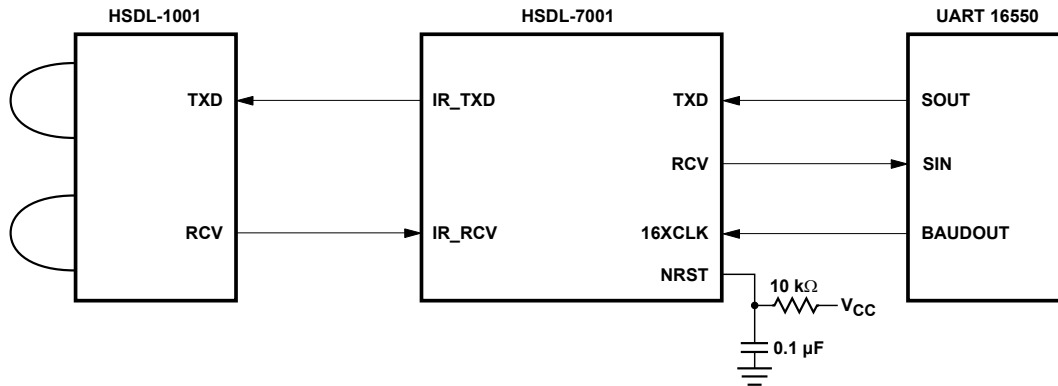 HSDL-1001
HSDL-7001
UART 16550
TXD
IR_TXD
TXD
SOUT
RCV
SIN
RCV
IR_RCV
16XCLK
BAUDOUT
NRST
10 kΩ
VCC
0.1 µF